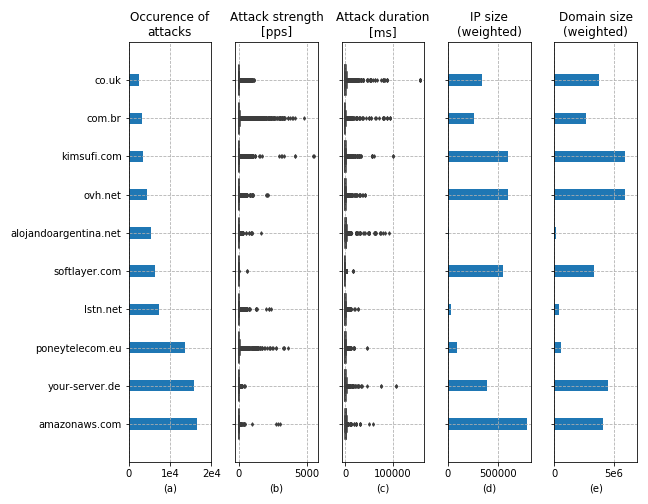 Occurence of
attacks
Attack strength
[pps]
Attack duration
[ms]
IP size
(weighted)
Domain size
(weighted)
co.uk
com.br
kimsufi.com
ovh.net
alojandoargentina.net
softlayer.com
lstn.net
poneytelecom.eu
your-server.de
amazonaws.com
0 1e4 2e4
0 5000
0 100000
0 500000
0 5e6
(a)
(b)
(c)
(d)
(e)